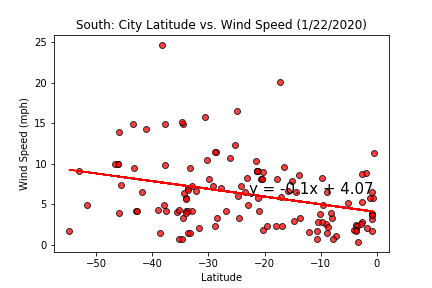 South: City Latitude vs. Wind Speed (1/22/2020)
Wind Speed (mph)
25
20
15
10
5
0
y = -0.1x + 4.07
−50 −40 −30 −20 −10 0
Latitude